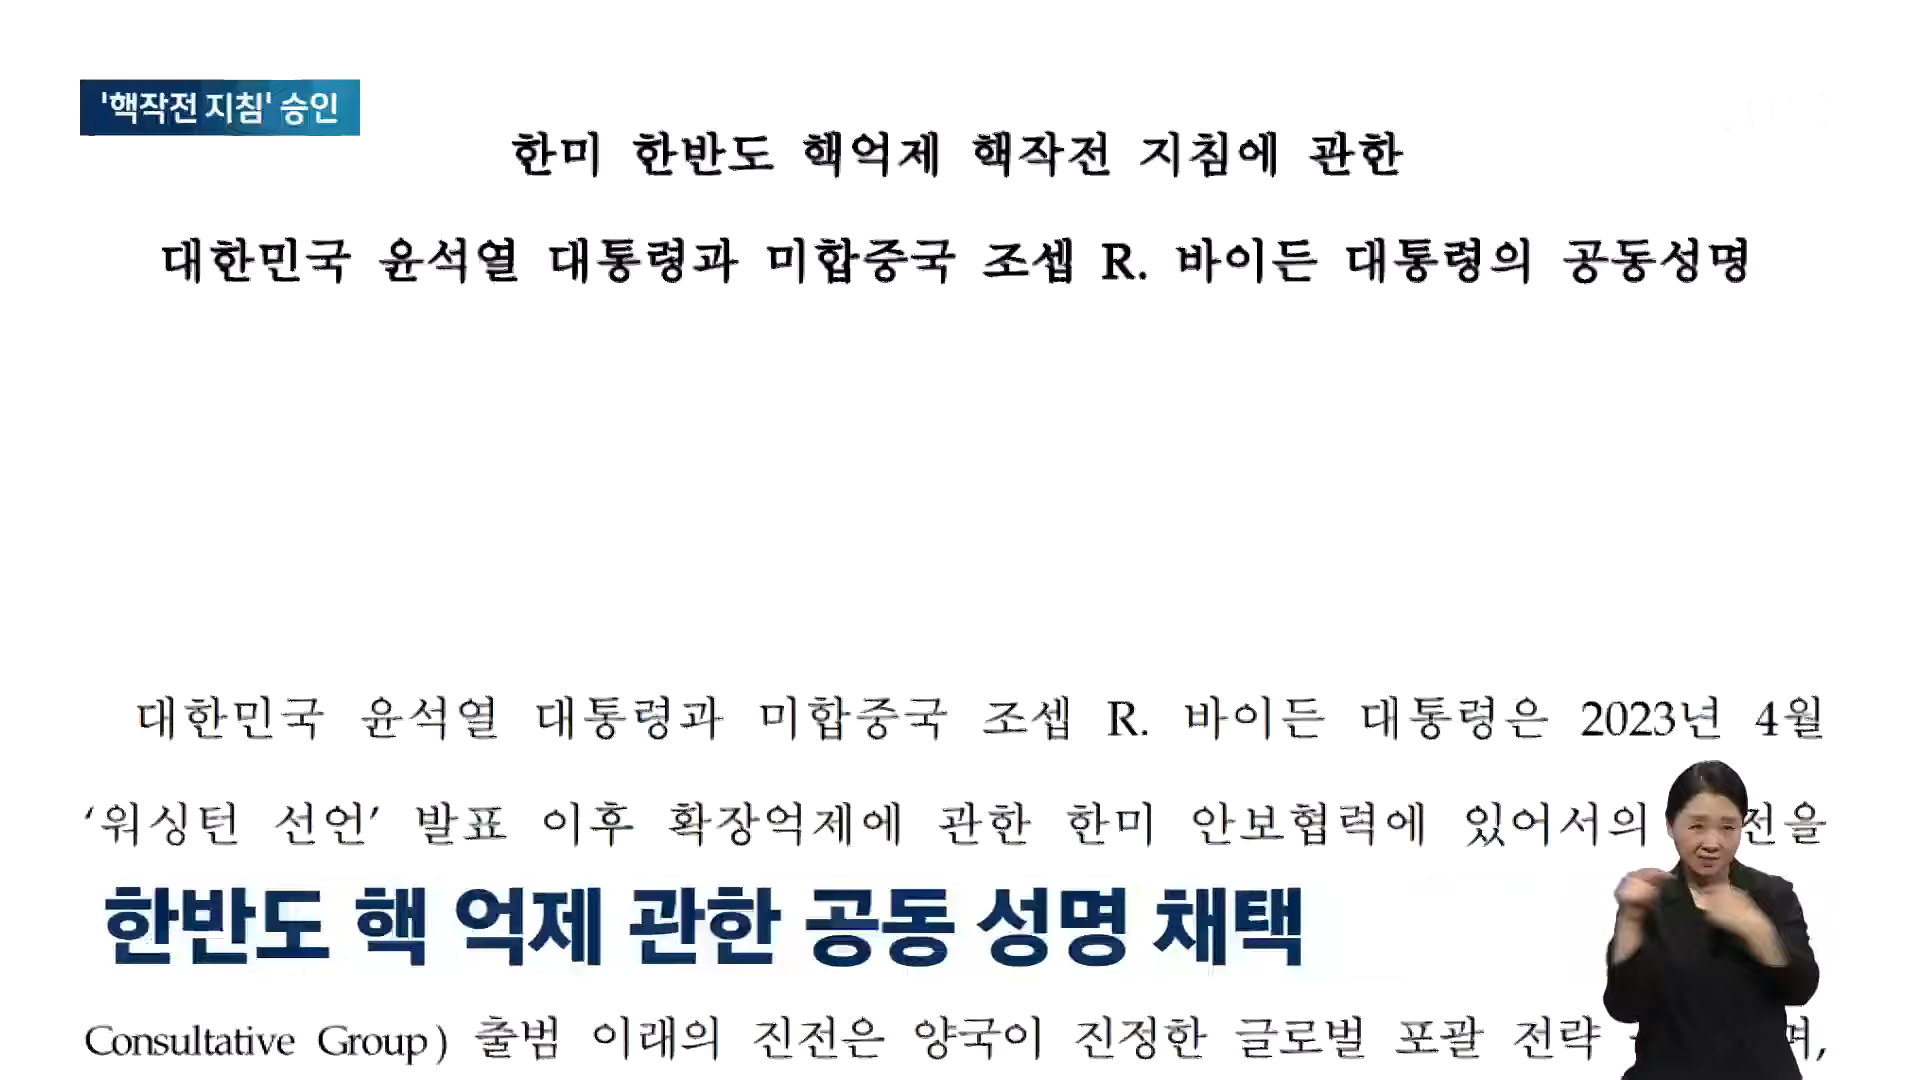 '핵작전 지침' 승인
한미 한반도 핵억제 핵작전 지침에 관한
대한민국 윤석열 대통령과 미합중국 조셉 R. 바이든 대통령의 공동성명
대한민국 윤석열 대통령과 미합중국 조셉 R. 바이든 대통령은 2023년 4월
‘워싱턴 선언’ 발표 이후 확장억제에 관한 한미 안보협력에 있어서의
한반도 핵 억제 관한 공동 성명 채택
Consultative Group) 출범 이래의 진전은 양국이 진정한 글로벌 포괄 전략